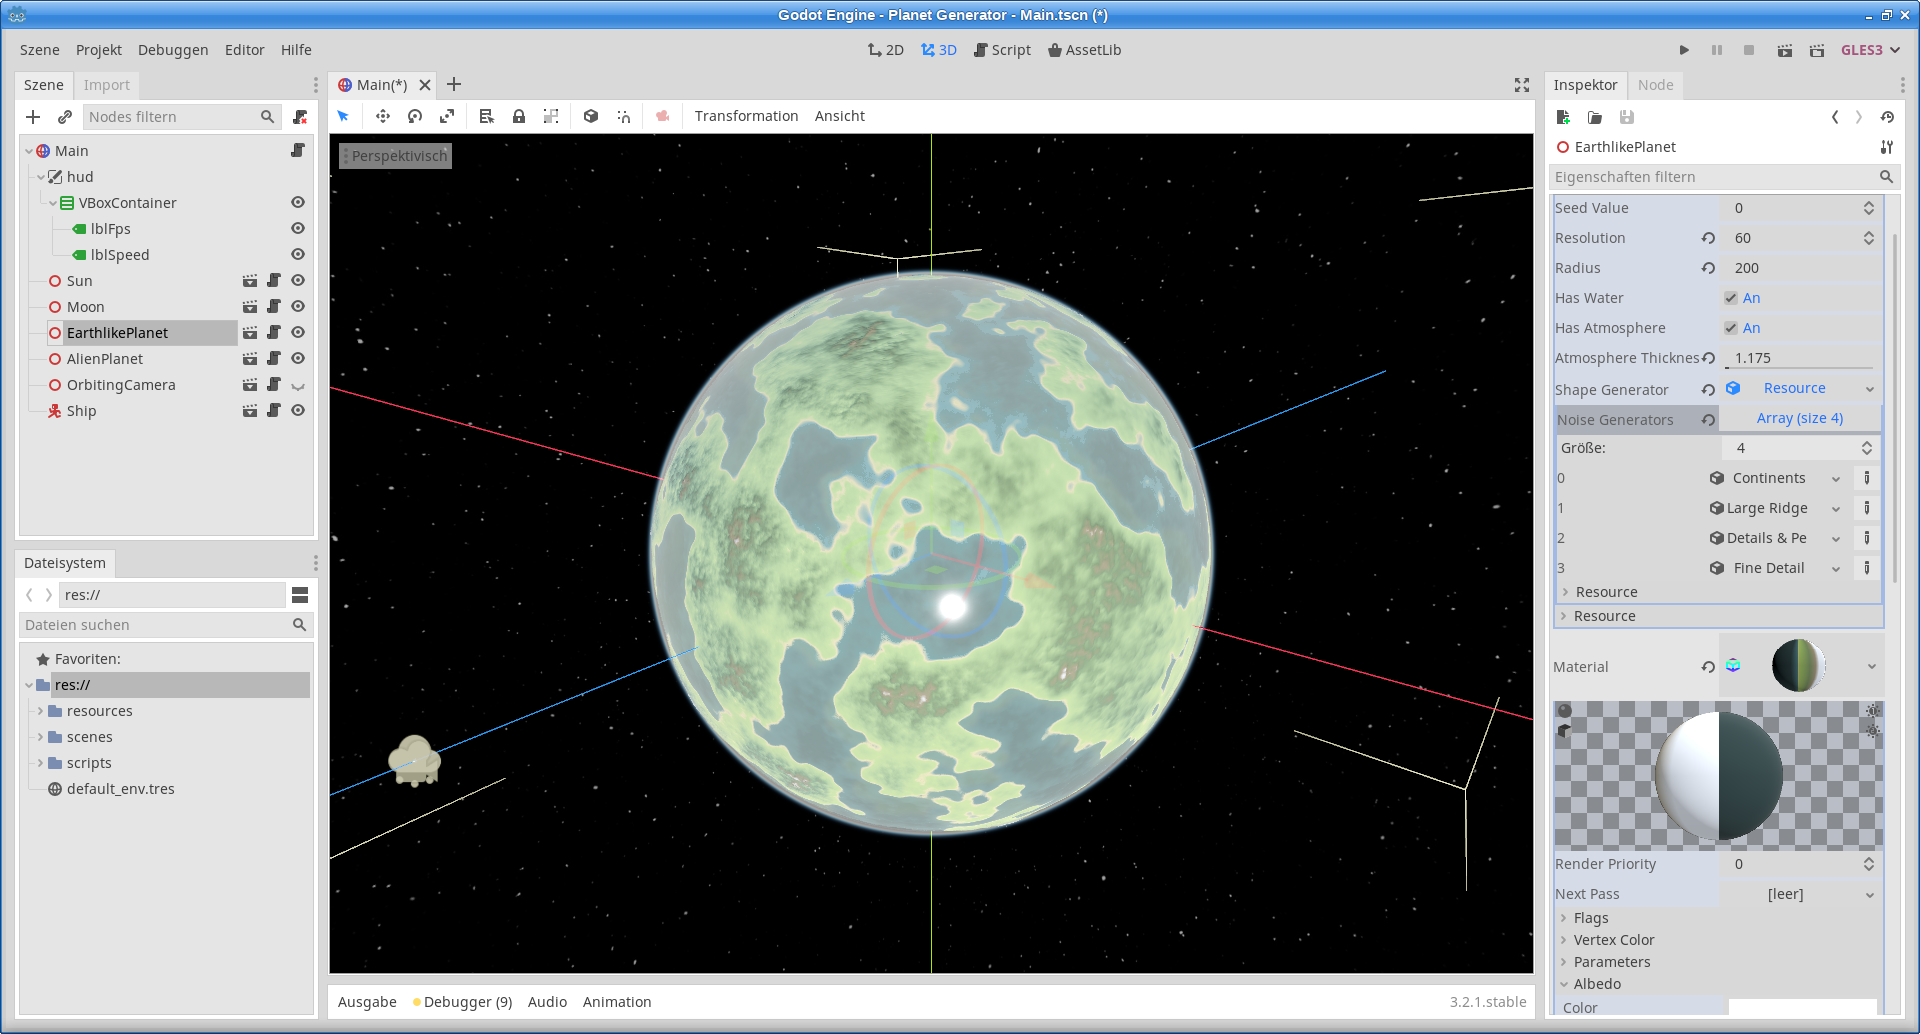 Godot Engine - Planet Generator - Main.tscn (*)
Szene Projekt Debuggen Editor Hilfe
2D 3D Script AssetLib
GLES3
Szene Import
Nodes filtern
Main
hud
VBoxContainer
lblFps
lblSpeed
Sun
Moon
EarthlikePlanet
AlienPlanet
OrbitingCamera
Ship
Dateisystem
res://
Dateien suchen
Favoriten:
res://
resources
scenes
scripts
default_env.tres
Main(*)
Transformation Ansicht
Perspektivisch
Ausgabe Debugger (9) Audio Animation
3.2.1.stable
Inspektor Node
EarthlikePlanet
Eigenschaften filtern
Seed Value 0
Resolution 60
Radius 200
Has Water An
Has Atmosphere An
Atmosphere Thicknes 1.175
Shape Generator Resource
Noise Generators Array (size 4)
Größe: 4
0 Continents
1 Large Ridge
2 Details & Pe
3 Fine Detail
Resource
Resource
Material
Render Priority 0
Next Pass [leer]
Flags
Vertex Color
Parameters
Albedo
Color